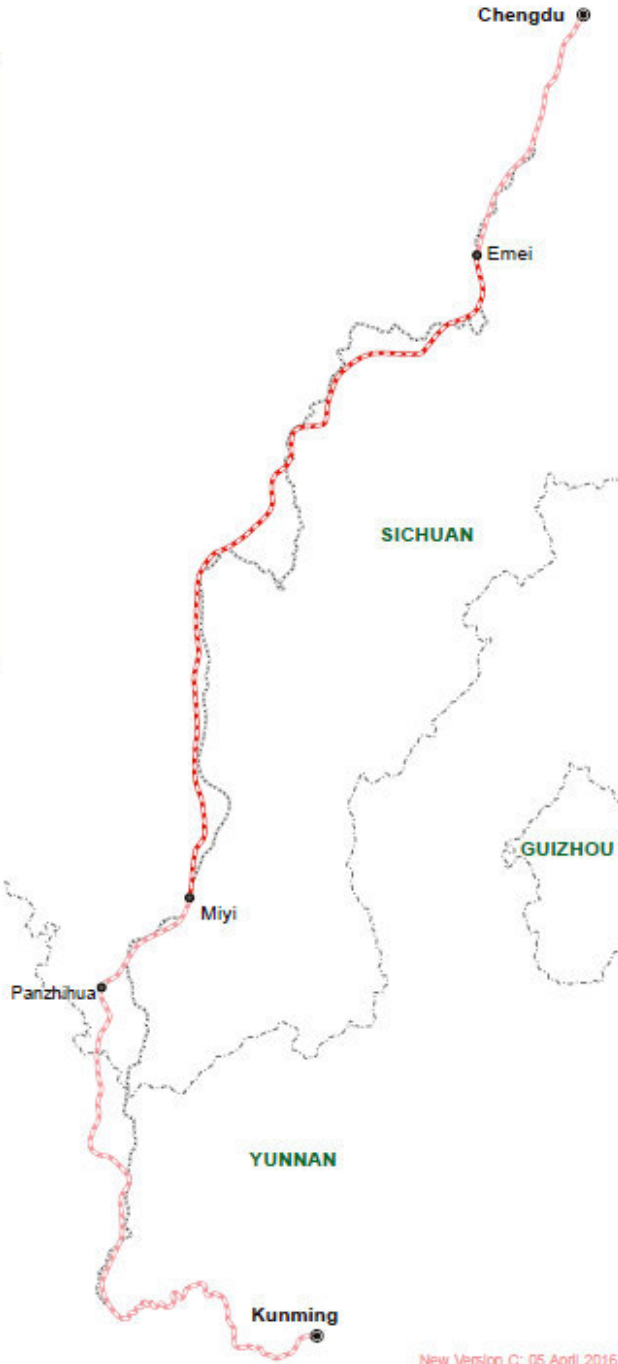 Chengdu
Emei
SICHUAN
GUIZHOU
Miyi
Panzhihua
YUNNAN
Kunming
New Version C: 05 April 2016